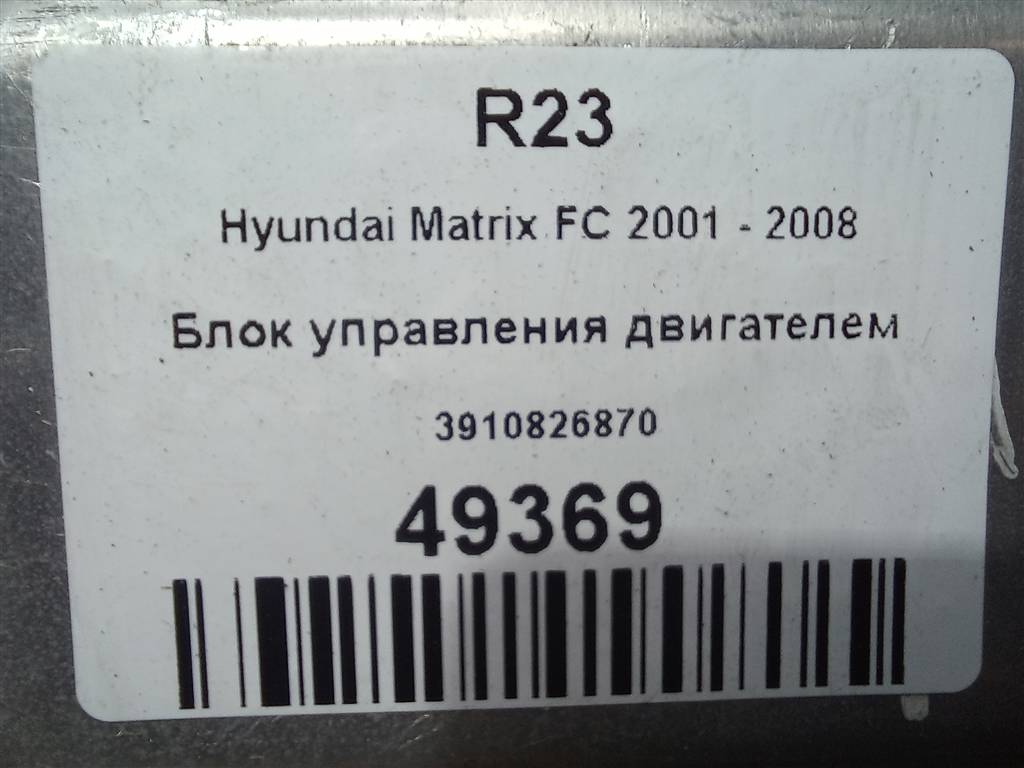 R23
Hyundai Matrix FC 2001 - 2008
Блок управления двигателем
3910826870
49369